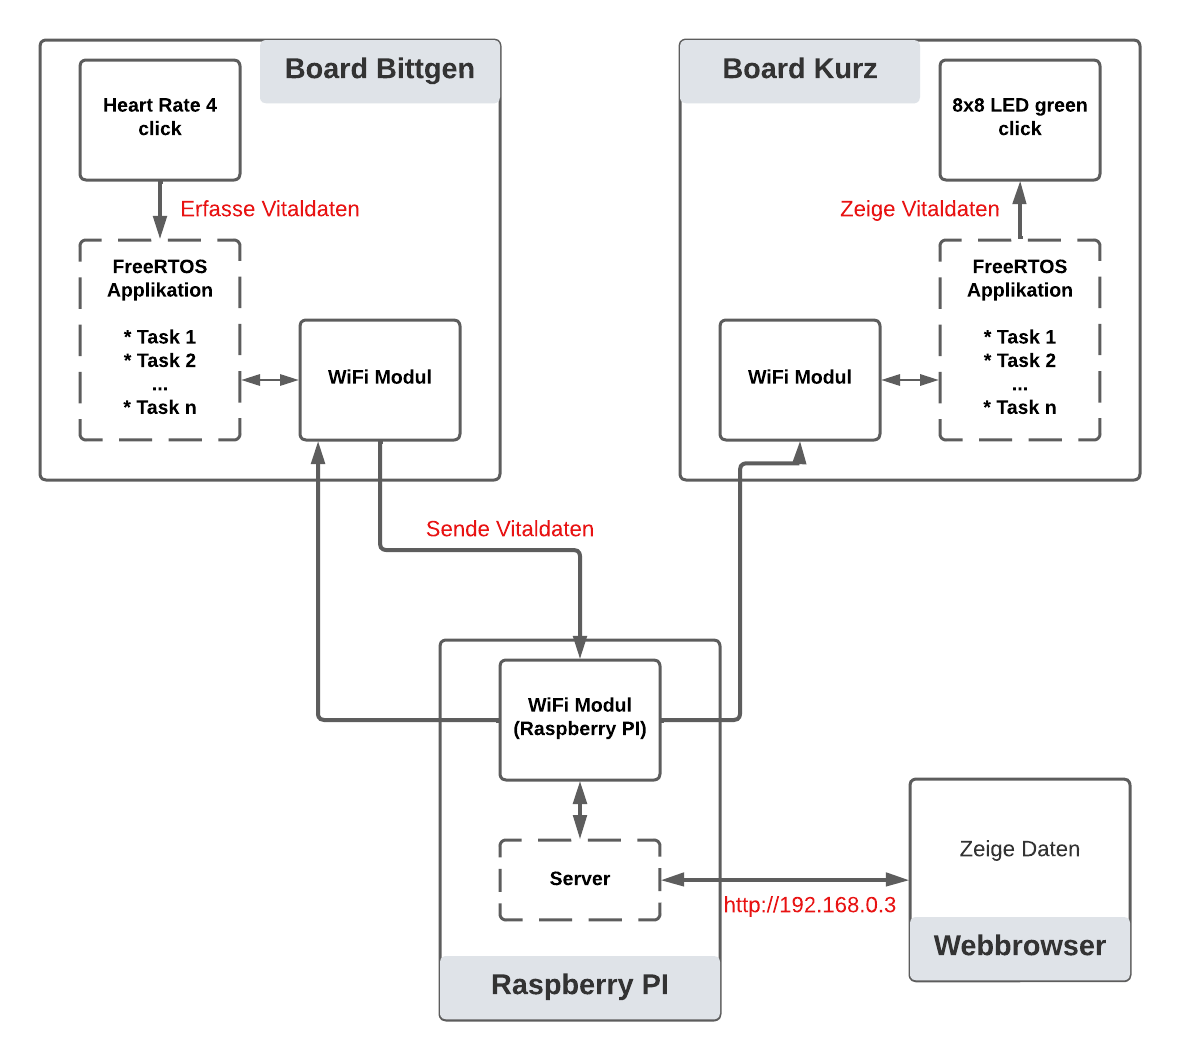 Board Bittgen
Heart Rate 4
click
Erfasse Vitaldaten
FreeRTOS
Applikation
* Task 1
* Task 2
...
* Task n
WiFi Modul
Board Kurz
8x8 LED green
click
Zeige Vitaldaten
FreeRTOS
Applikation
* Task 1
* Task 2
...
* Task n
WiFi Modul
Sende Vitaldaten
WiFi Modul
(Raspberry PI)
Server
Raspberry PI
http://192.168.0.3
Zeige Daten
Webbrowser